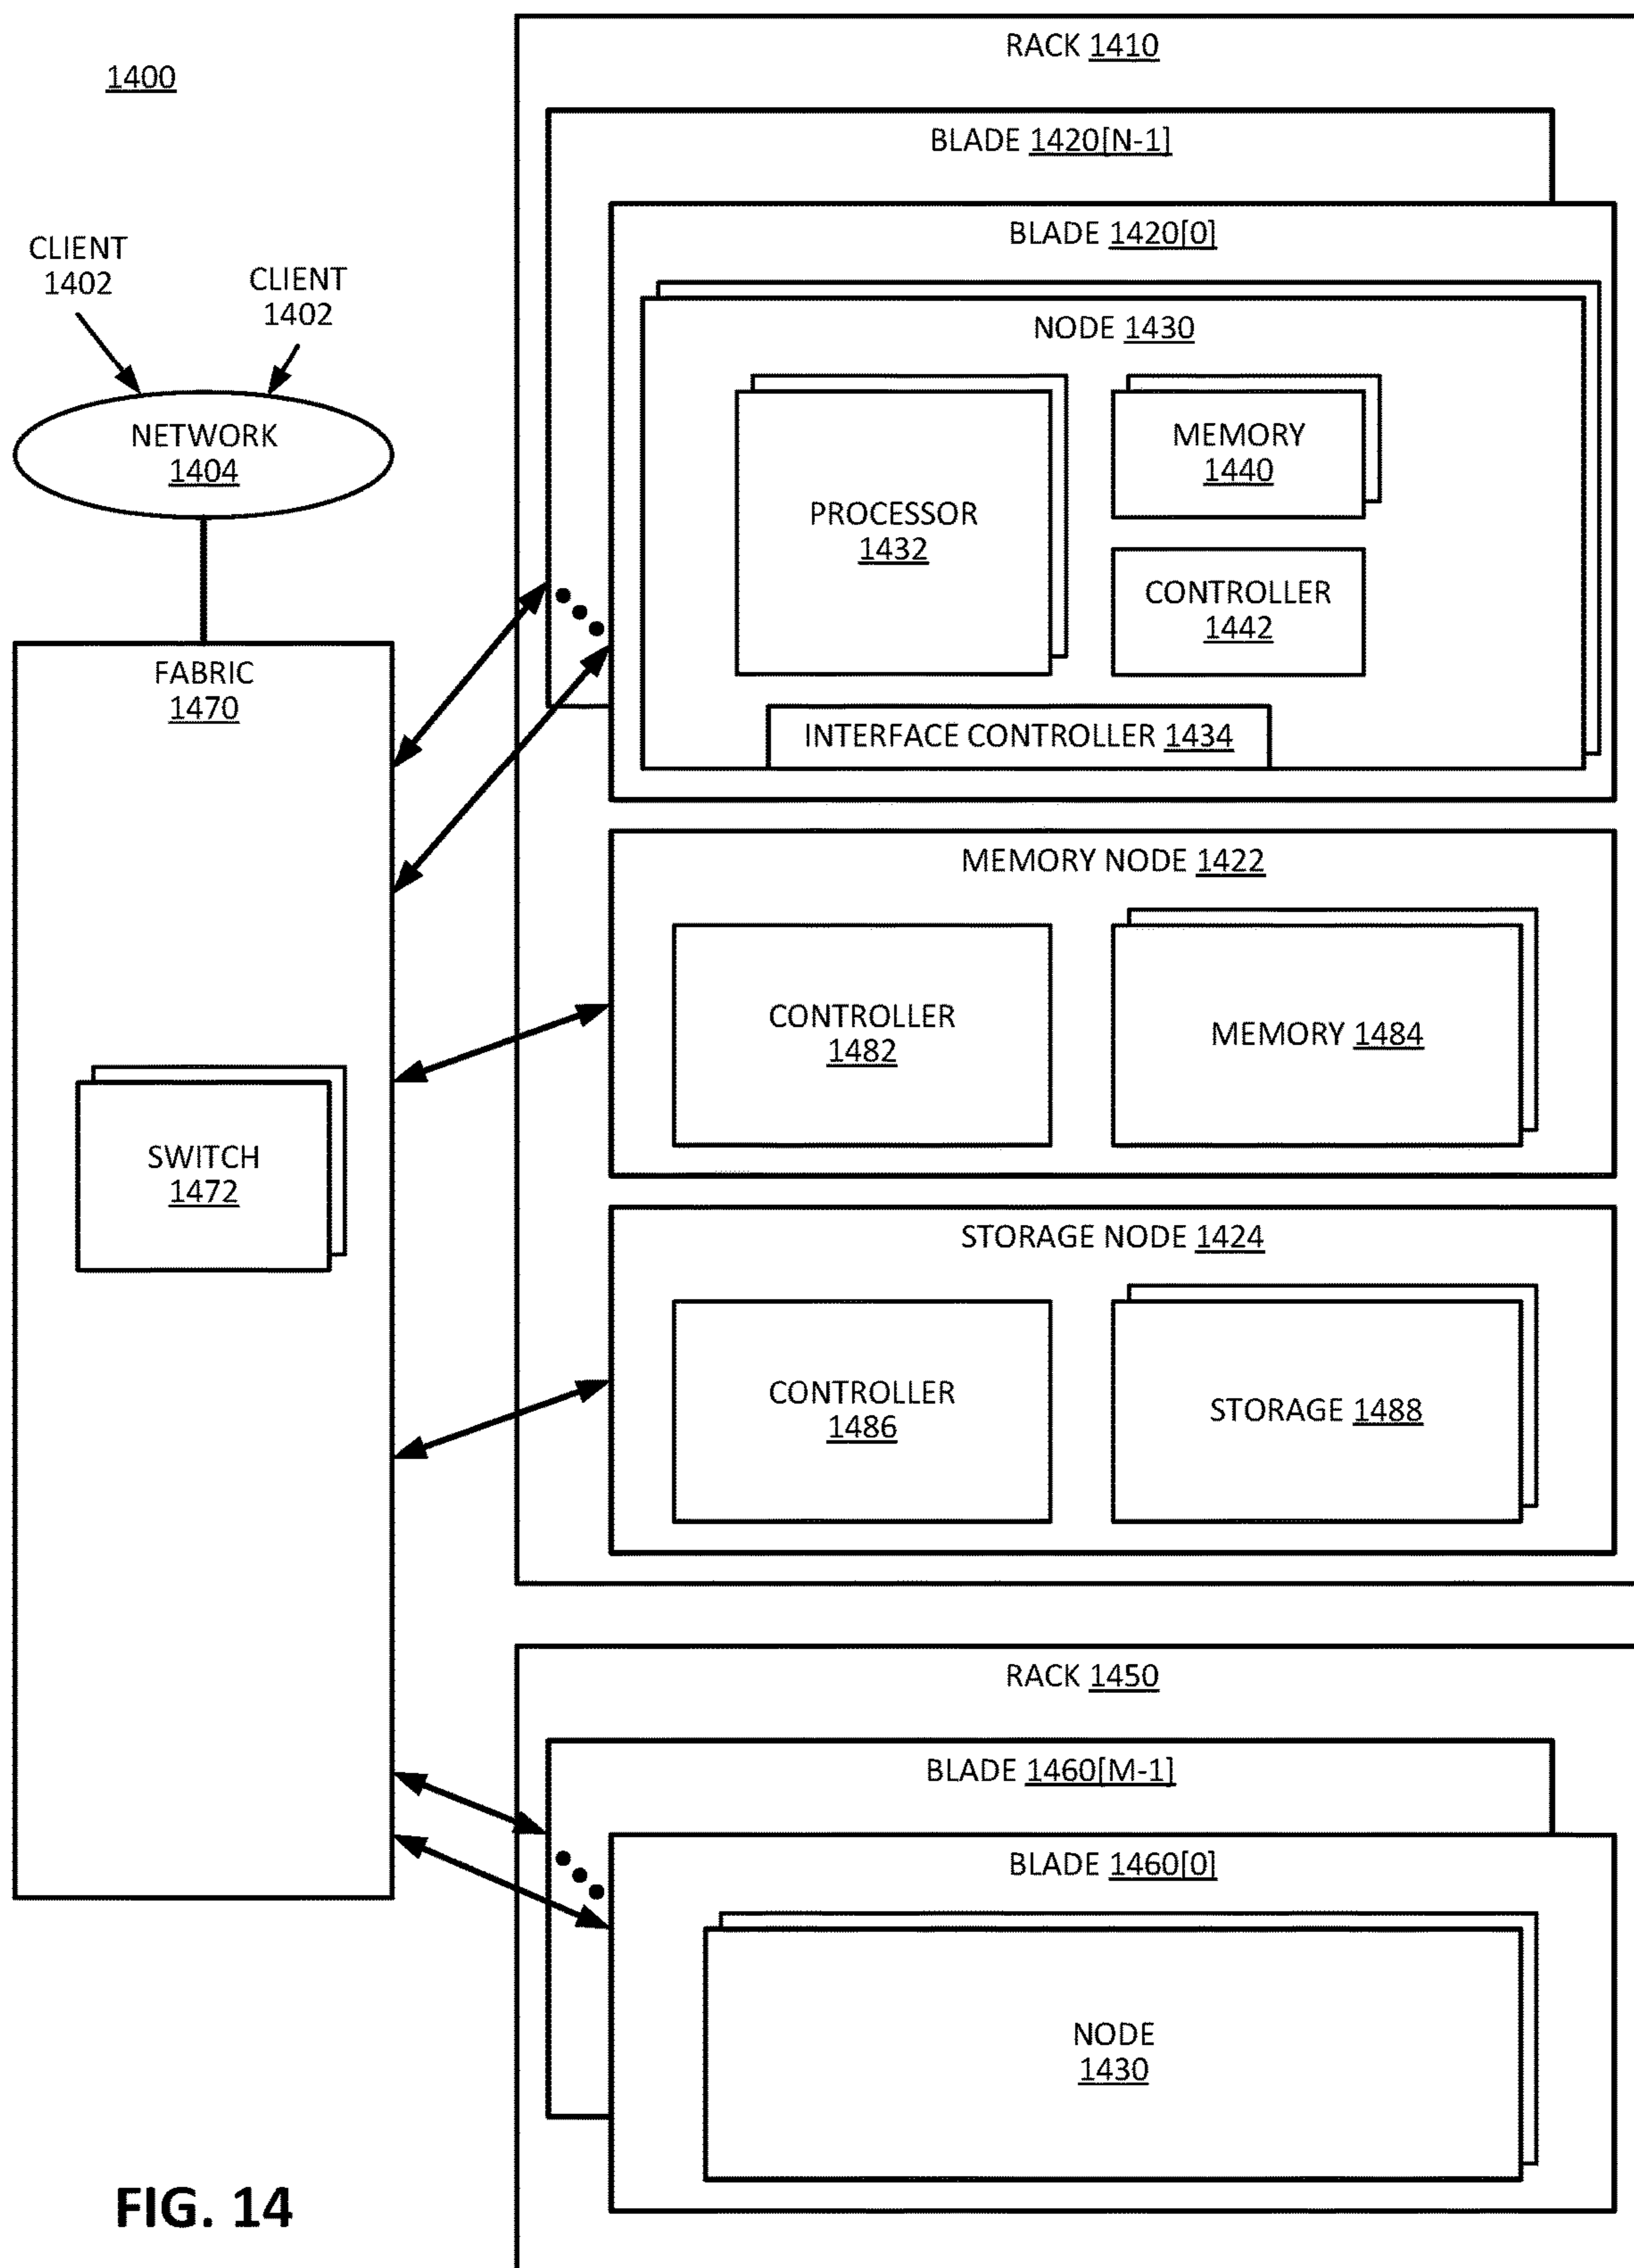 1400
CLIENT
1402
CLIENT
1402
NETWORK
1404
FABRIC
1470
SWITCH
1472
RACK 1410
BLADE 1420[N-1]
BLADE 1420[0]
NODE 1430
PROCESSOR
1432
MEMORY
1440
CONTROLLER
1442
INTERFACE CONTROLLER 1434
MEMORY NODE 1422
CONTROLLER
1482
MEMORY 1484
STORAGE NODE 1424
CONTROLLER
1486
STORAGE 1488
RACK 1450
BLADE 1460[M-1]
BLADE 1460[0]
NODE
1430
FIG. 14